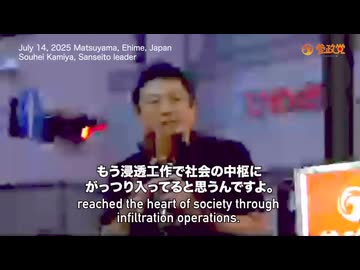 July 14, 2025 Matsuyama, Ehime, Japan
Souhei Kamiya, Sanseito leader
参政党
もう浸透工作で社会の中枢に
がっつり入ってると思うんですよ。
reached the heart of society through
infiltration operations.